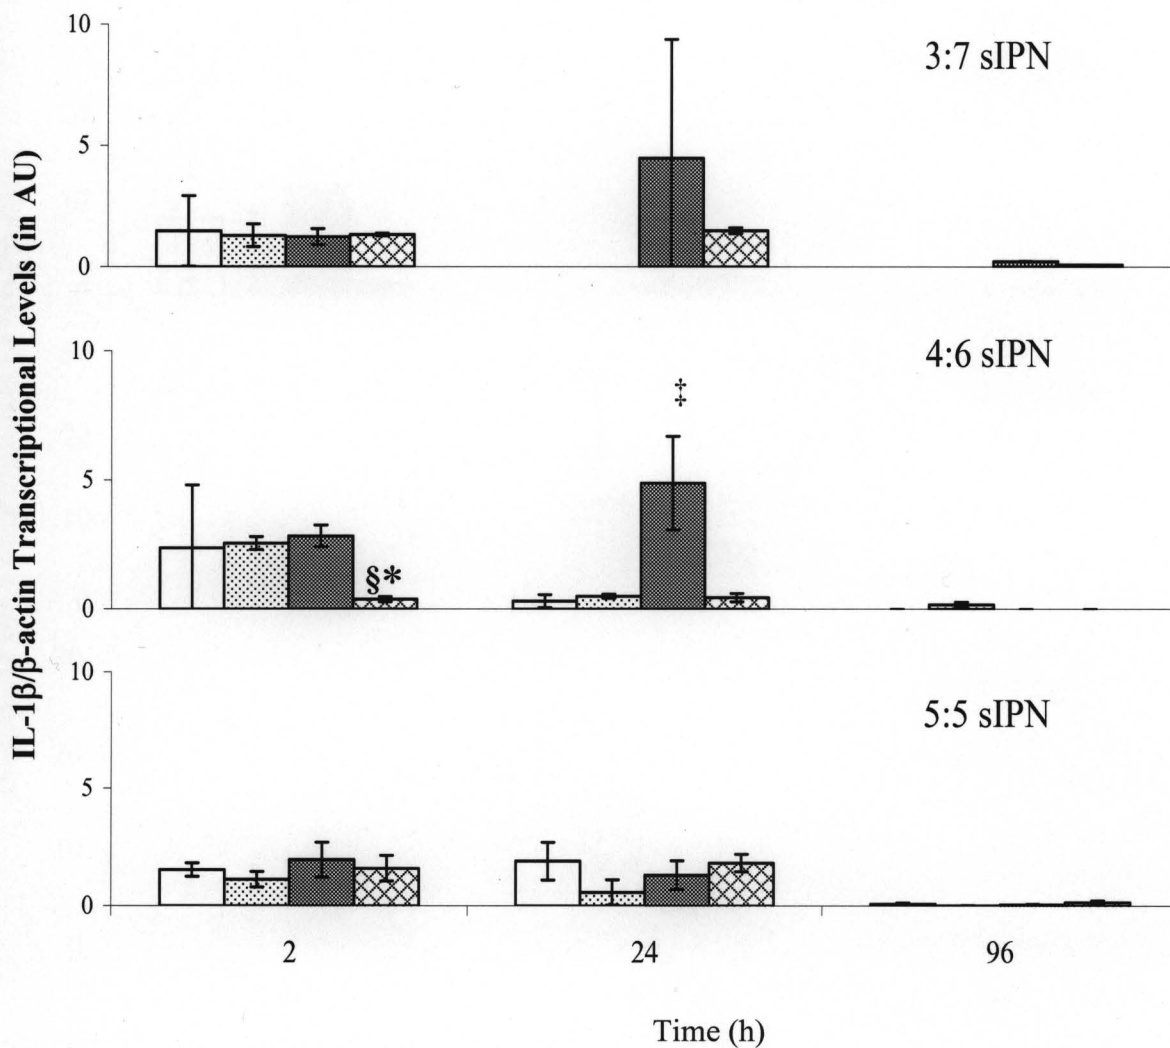 IL-1β/β-actin Transcriptional Levels (in AU)
10
5
0
3:7 sIPN
10
5
0
4:6 sIPN
‡
§*
10
5
0
5:5 sIPN
2
24
96
Time (h)